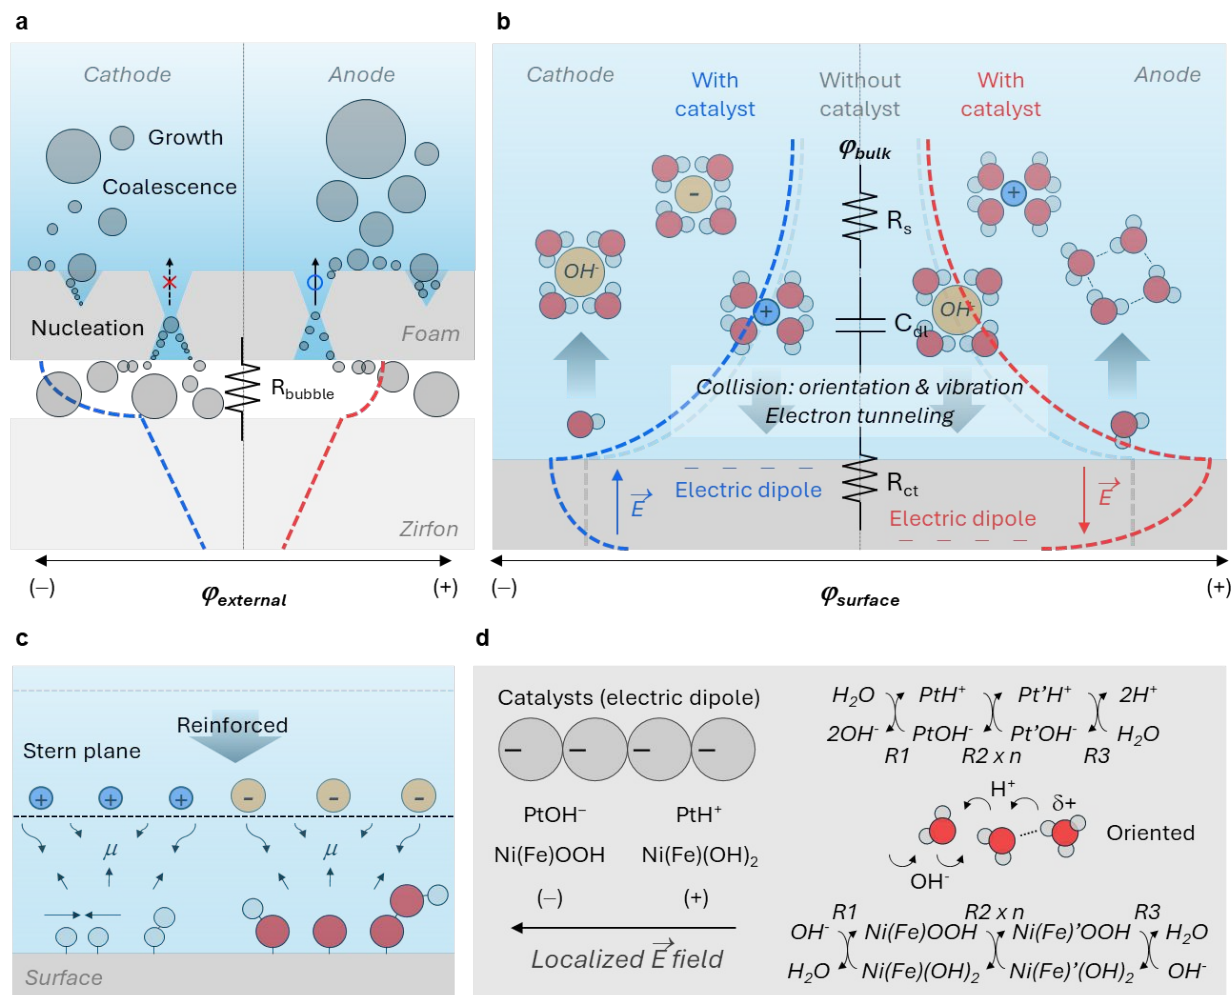 a
Cathode
Anode
Growth
Coalescence
Nucleation
Foam
R_bubble
Zirfon
(–)
(+)
φ_external
b
Cathode
With
catalyst
Without
catalyst
With
catalyst
Anode
φ_bulk
R_s
-
+
OH⁻
+
OH⁻
C_dl
Collision: orientation & vibration
Electron tunneling
R_ct
E
Electric dipole
Electric dipole
E
(–)
(+)
φ_surface
c
Reinforced
Stern plane
+ + + - - -
μ μ
Surface
d
Catalysts (electric dipole)
– – – –
PtOH⁻ PtH⁺
Ni(Fe)OOH Ni(Fe)(OH)₂
(–) (+)
Localized E field
H₂O PtH⁺ Pt'H⁺ 2H⁺
2OH⁻ PtOH⁻ Pt'OH⁻ H₂O
R1 R2 x n R3
H⁺
δ+
Oriented
OH⁻
R1 R2 x n R3
OH⁻ Ni(Fe)OOH Ni(Fe)'OOH H₂O
H₂O Ni(Fe)(OH)₂ Ni(Fe)'(OH)₂ OH⁻